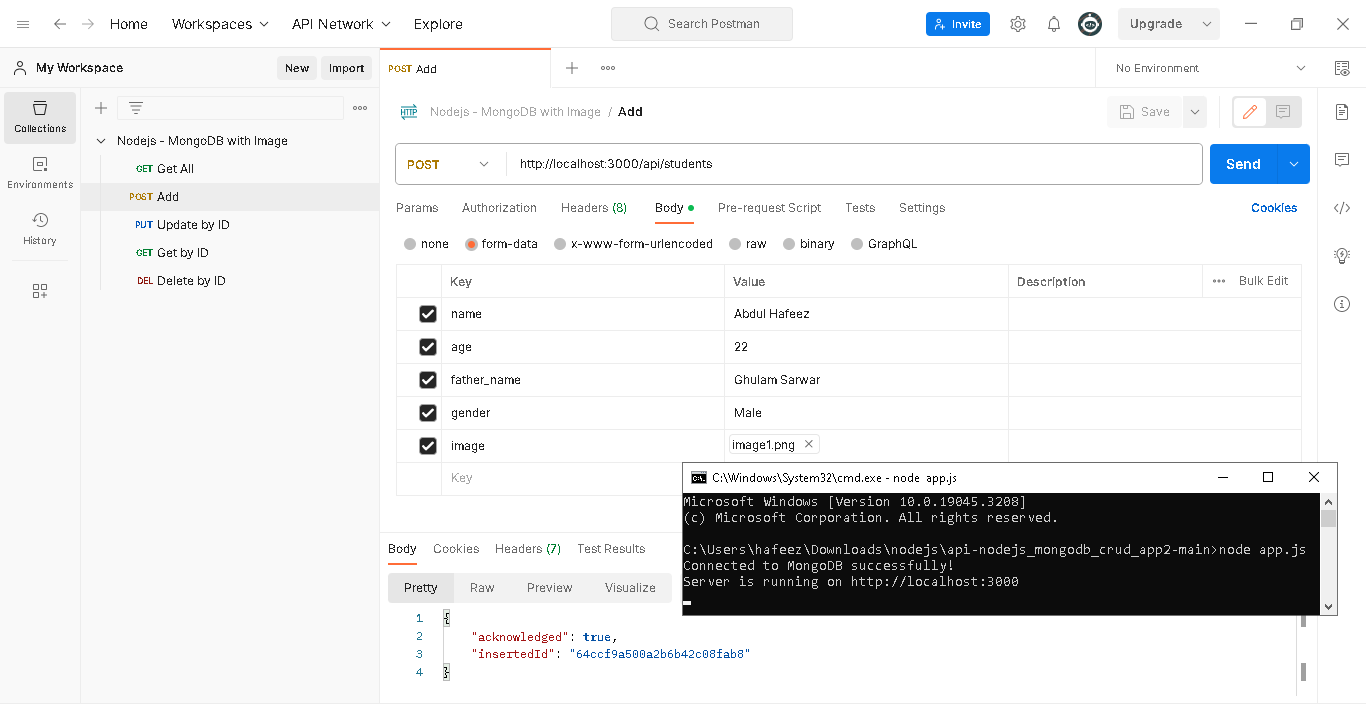 Home Workspaces API Network Explore Search Postman Invite Upgrade
My Workspace New Import POST Add No Environment
Collections
Environments
History
Nodejs - MongoDB with Image
GET Get All
POST Add
PUT Update by ID
GET Get by ID
DEL Delete by ID
HTTP Nodejs - MongoDB with Image / Add Save
POST http://localhost:3000/api/students Send
Params Authorization Headers (8) Body Pre-request Script Tests Settings Cookies
none form-data x-www-form-urlencoded raw binary GraphQL
Key Value Description Bulk Edit
name Abdul Hafeez
age 22
father_name Ghulam Sarwar
gender Male
image image1.png
Key
C:\Windows\System32\cmd.exe - node app.js
Microsoft Windows [Version 10.0.19045.3208]
(c) Microsoft Corporation. All rights reserved.
C:\Users\hafeez\Downloads\nodejs\api-nodejs_mongodb_crud_app2-main>node app.js
Connected to MongoDB successfully!
Server is running on http://localhost:3000
Body Cookies Headers (7) Test Results
Pretty Raw Preview Visualize
1 {
2 "acknowledged": true,
3 "insertedId": "64ccf9a500a2b6b42c08fab8"
4 }